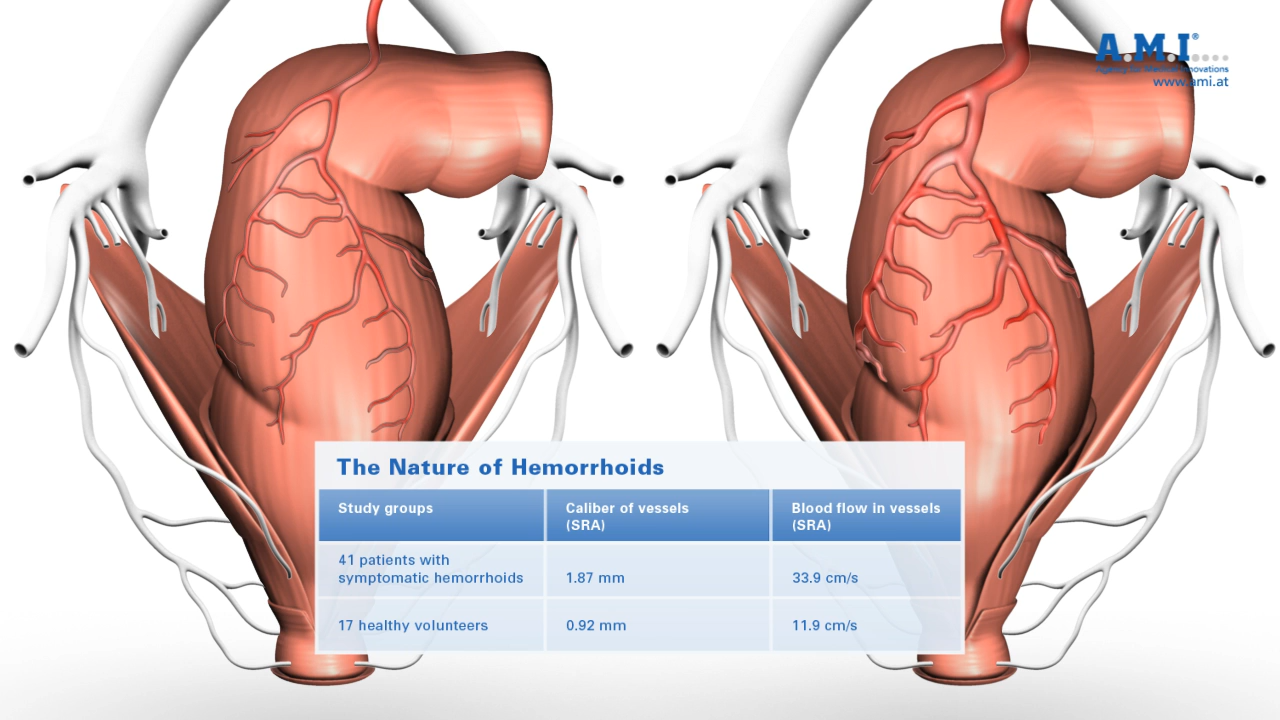 A.M.I.®
www.ami.at
The Nature of Hemorrhoids
Study groups
Caliber of vessels
(SRA)
Blood flow in vessels
(SRA)
41 patients with
symptomatic hemorrhoids
1.87 mm
33.9 cm/s
17 healthy volunteers
0.92 mm
11.9 cm/s